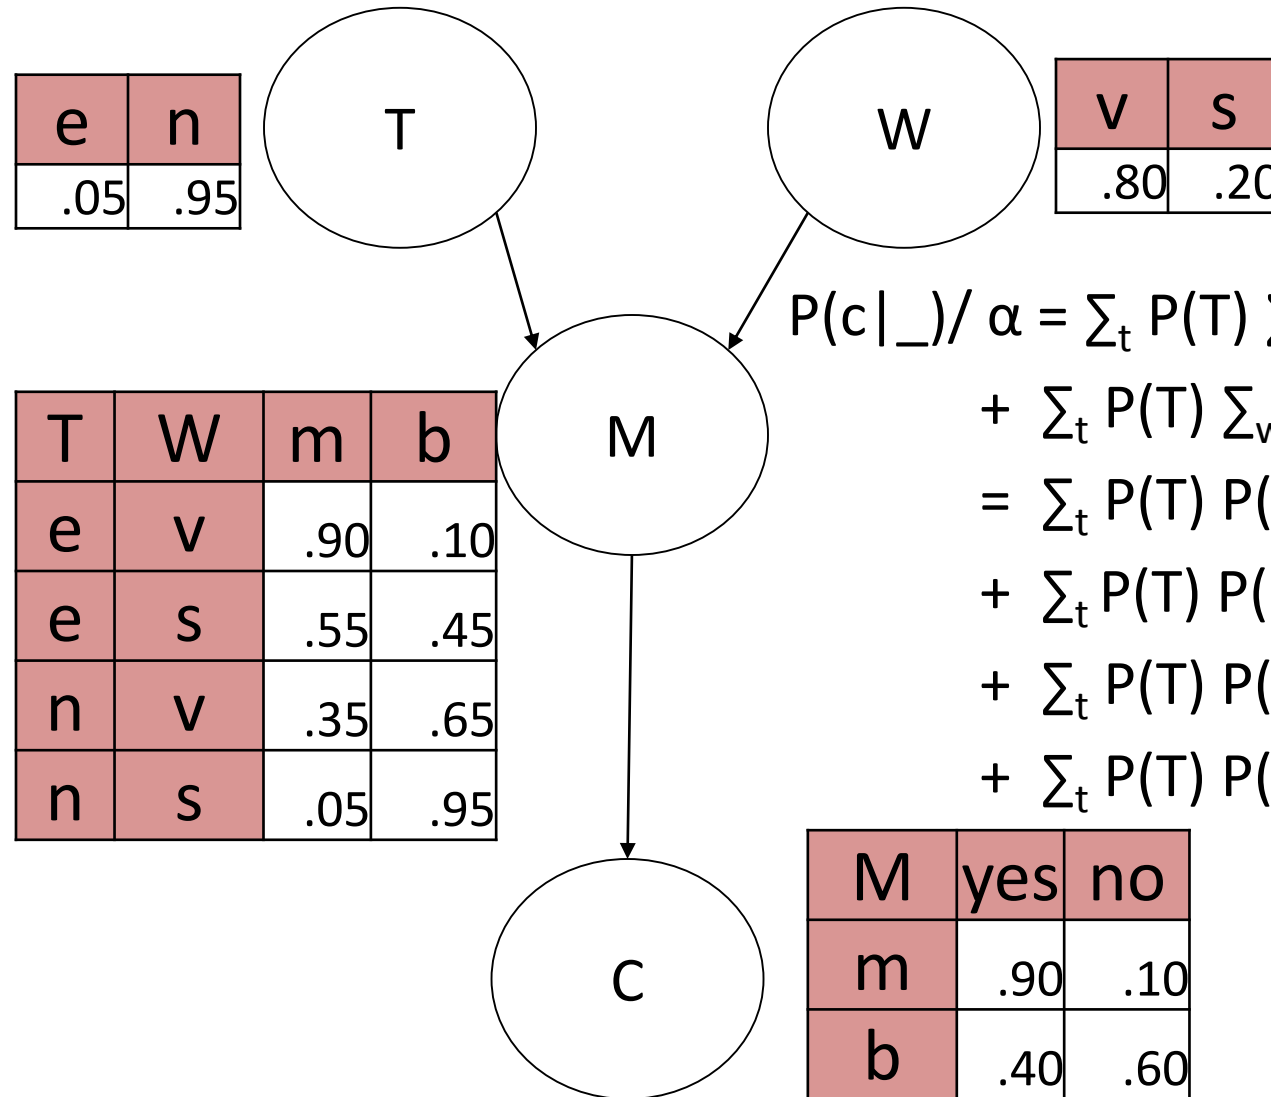 e n
.05 .95
T
W
v s
.80 .20
P(c|_)/ α = ∑t P(T)
+ ∑t P(T) ∑w
= ∑t P(T) P(
+ ∑t P(T) P(
+ ∑t P(T) P(
+ ∑t P(T) P(
T W m b
e v .90 .10
e s .55 .45
n v .35 .65
n s .05 .95
M
M yes no
m .90 .10
b .40 .60
C